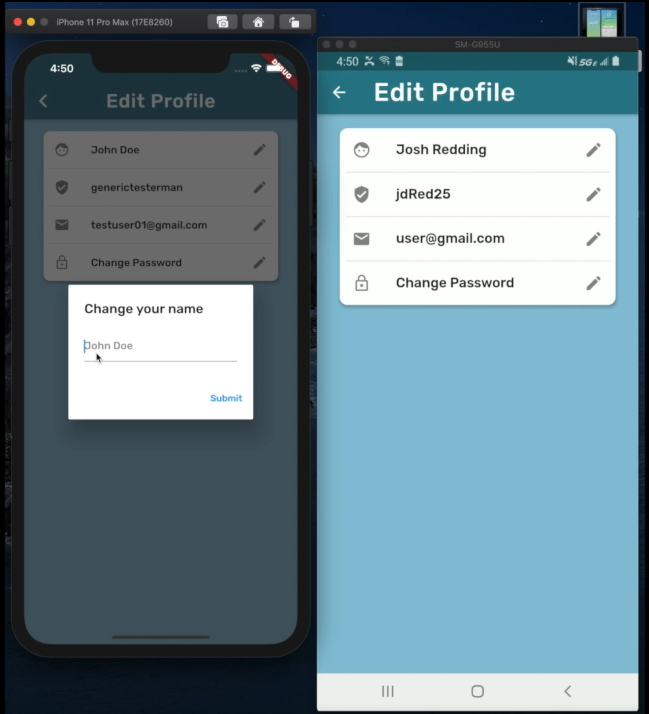 iPhone 11 Pro Max (17E8260)
4:50
DEBUG
Edit Profile
John Doe
generictesterman
testuser01@gmail.com
Change Password
Change your name
John Doe
Submit
SM-G955U
4:50
5GE
Edit Profile
Josh Redding
jdRed25
user@gmail.com
Change Password